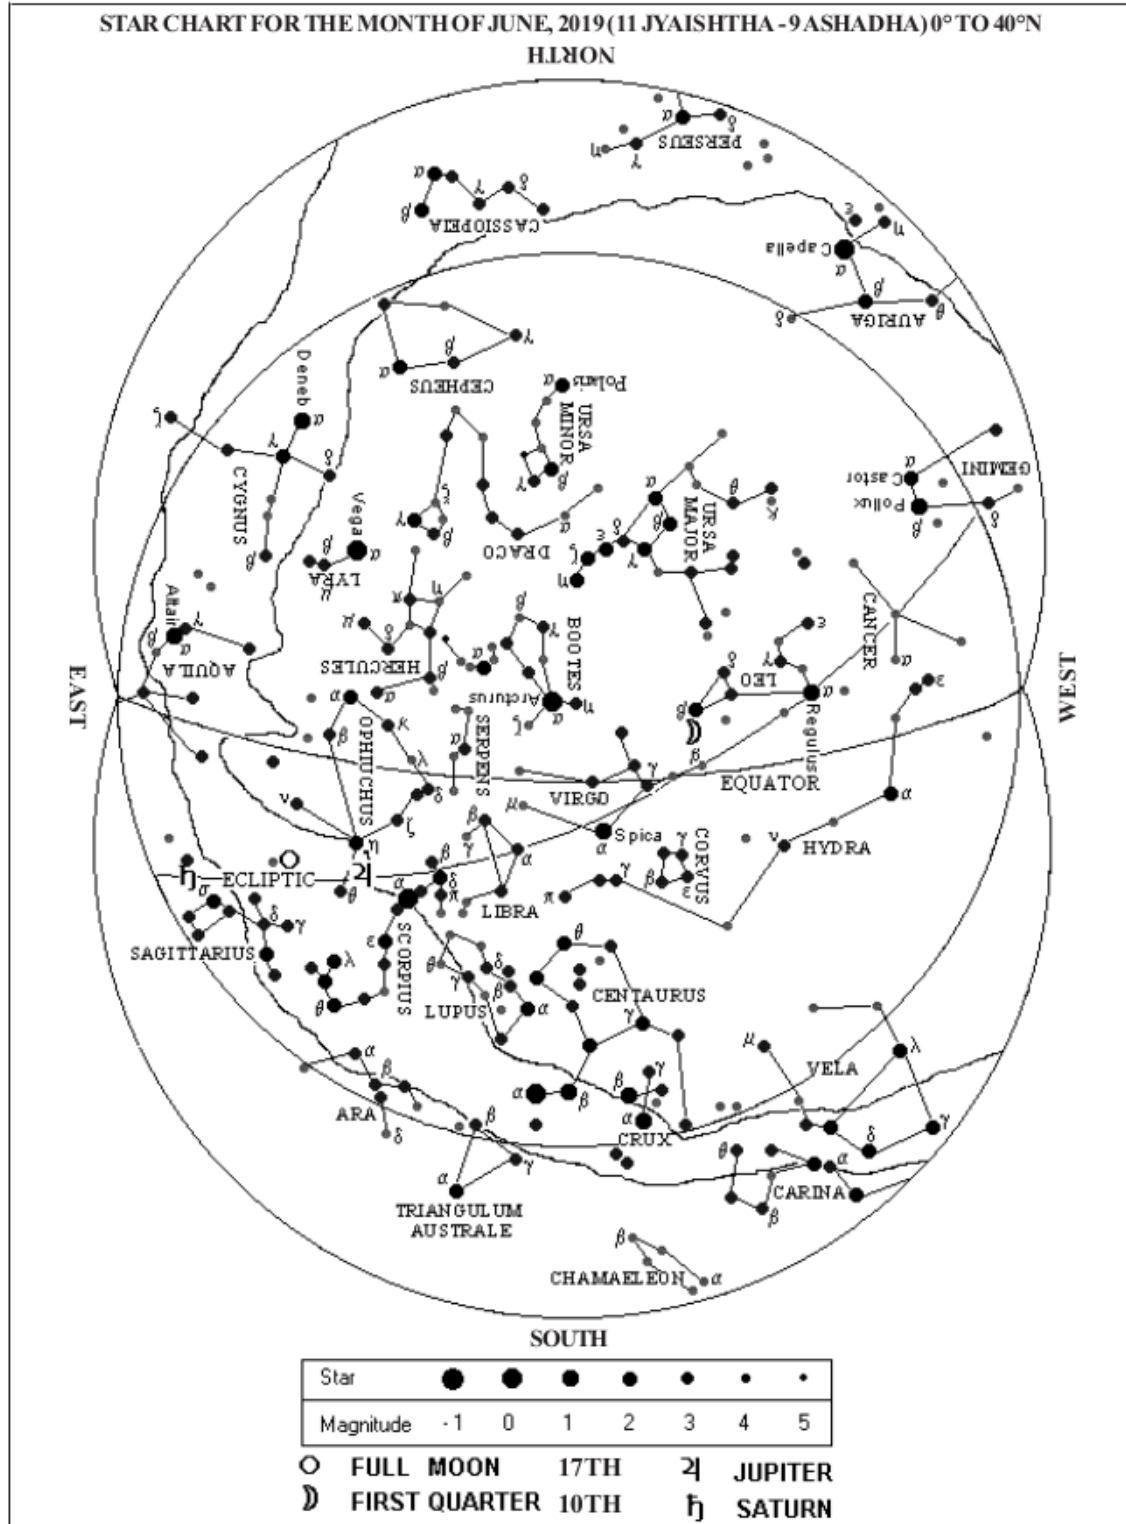 STAR CHART FOR THE MONTH OF JUNE, 2019 (11 JYAISHTHA - 9 ASHADHA) 0° TO 40°N
NORTH
α δ
PERSEUS
η γ
α γ δ
β CASSIOPEIA
ε η
Capella
α
β θ
δ AURIGA
γ
β
α CEPHEUS
Deneb
α
Polaris
α
URSA
MINOR
ζ
γ
δ
CYGNUS
β
GEMINI
α Castor
Pollux
β δ
β
γ
α θ
κ
β
URSA
MAJOR
δ
γ
ε
ζ
η
ζ
γ
β
α
DRACO
Vega
α
β
LYRA
μ
Altair
γ
β
α
AQUILA
π η
μ
δ
HERCULES
β
α
α
β
γ
BOOTES
Arcturus
α η
ζ
CANCER
α
ε
γ
LEO
δ
β
α
Regulus
ε
EAST
WEST
α
β
OPHIUCHUS
κ
λ
δ
ζ
ν
η
SERPENS
α
VIRGO
γ
β
EQUATOR
μ
Spica
α
α
ν
HYDRA
γ
β
ε
CORVUS
π
γ
β
γ
α
LIBRA
ECLIPTIC
θ
β
δ
π
α
SCORPIUS
ε
λ
θ
σ
δ
γ
SAGITTARIUS
θ
γ
δ
β
α
LUPUS
θ
CENTAURUS
γ
α
β
γ
β
α
CRUX
μ
λ
VELA
δ
γ
α
β
ARA
δ
β
γ
α
TRIANGULUM
AUSTRALE
θ
α
CARINA
β
β
CHAMAELEON
α
SOUTH
Star
Magnitude -1 0 1 2 3 4 5
FULL MOON 17TH ♃ JUPITER
FIRST QUARTER 10TH ♄ SATURN